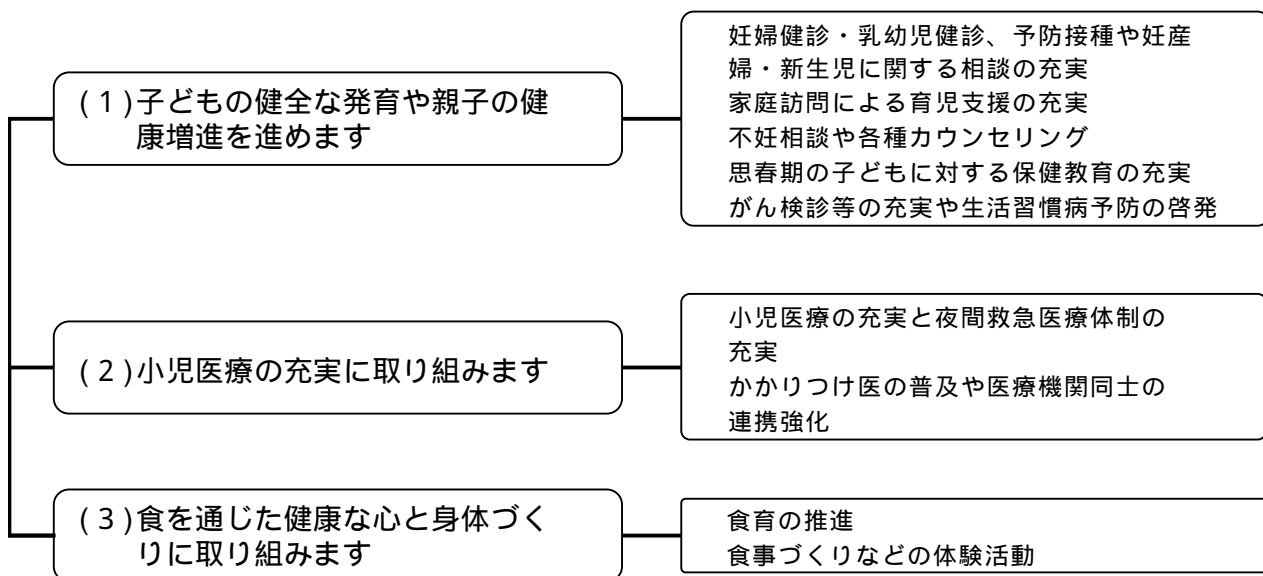 (1)子どもの健全な発育や親子の健
康増進を進めます
妊婦健診・乳幼児健診、予防接種や妊産
婦・新生児に関する相談の充実
家庭訪問による育児支援の充実
不妊相談や各種カウンセリング
思春期の子どもに対する保健教育の充実
がん検診等の充実や生活習慣病予防の啓発
(2)小児医療の充実に取り組みます
小児医療の充実と夜間救急医療体制の
充実
かかりつけ医の普及や医療機関同士の
連携強化
(3)食を通じた健康な心と身体づく
りに取り組みます
食育の推進
食事づくりなどの体験活動